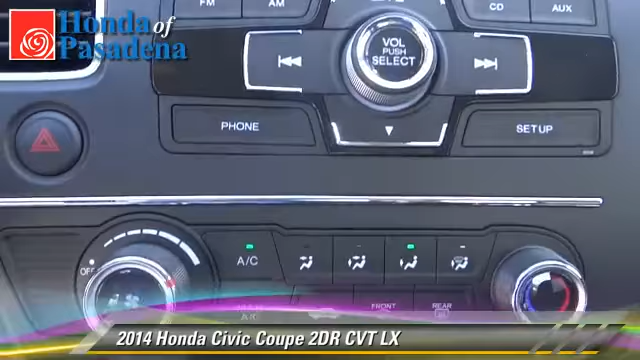 Honda of
Pasadena
FM AM CD AUX
VOL
PUSH
SELECT
PHONE SETUP
OFF A/C
FRONT REAR
2014 Honda Civic Coupe 2DR CVT LX